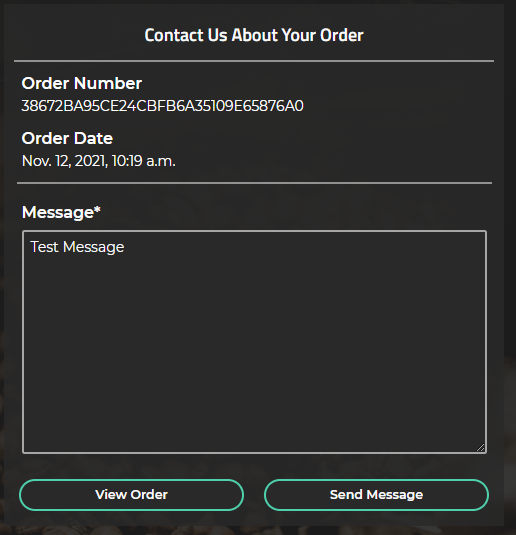 Contact Us About Your Order
Order Number
38672BA95CE24CBFB6A35109E65876A0
Order Date
Nov. 12, 2021, 10:19 a.m.
Message*
Test Message
View Order
Send Message